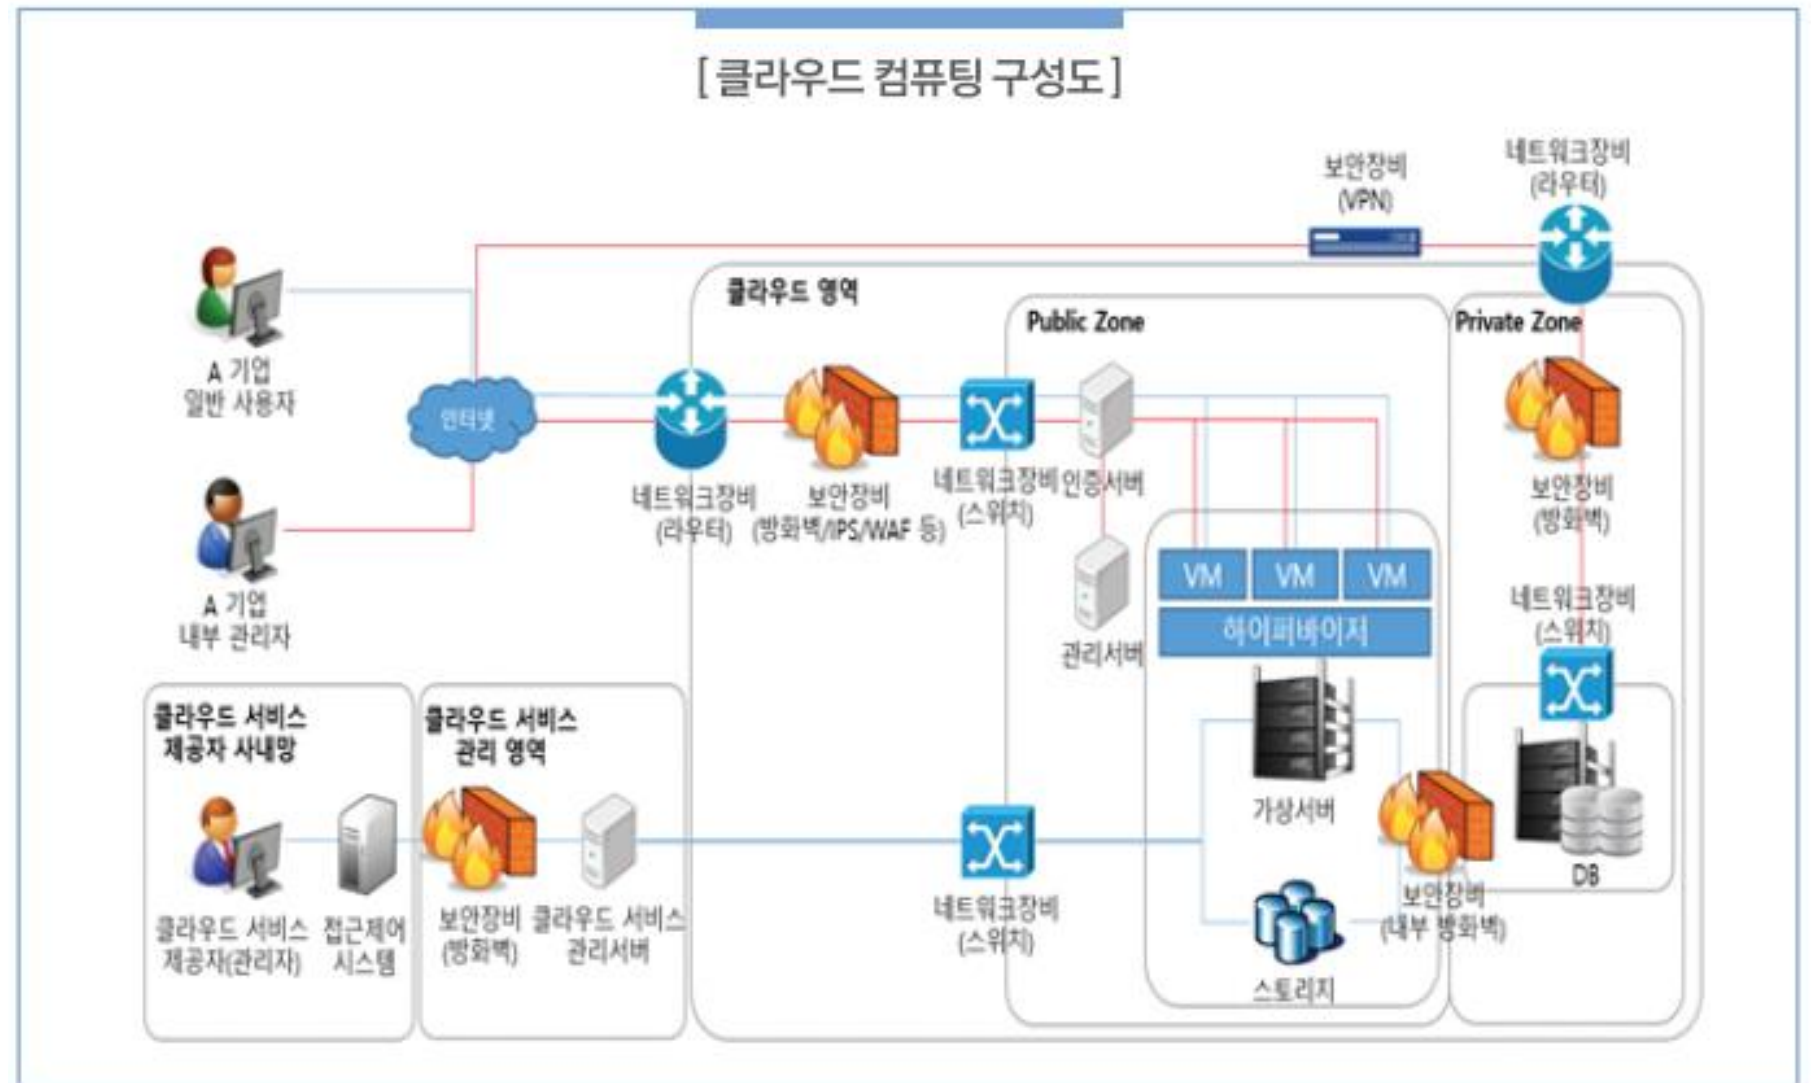 [ 클라우드 컴퓨팅 구성도 ]
보안장비
(VPN)
네트워크장비
(라우터)
클라우드 영역
Public Zone
Private Zone
A 기업
일반 사용자
인터넷
네트워크장비
(라우터)
보안장비
(방화벽/IPS/WAF 등)
네트워크장비
(스위치)
인증서버
보안장비
(방화벽)
A 기업
내부 관리자
관리서버
VM
VM
VM
하이퍼바이저
네트워크장비
(스위치)
클라우드 서비스
제공자 사내망
클라우드 서비스
관리 영역
가상서버
DB
클라우드 서비스
제공자(관리자)
접근제어
시스템
보안장비
(방화벽)
클라우드 서비스
관리서버
네트워크장비
(스위치)
스토리지
보안장비
(내부 방화벽)